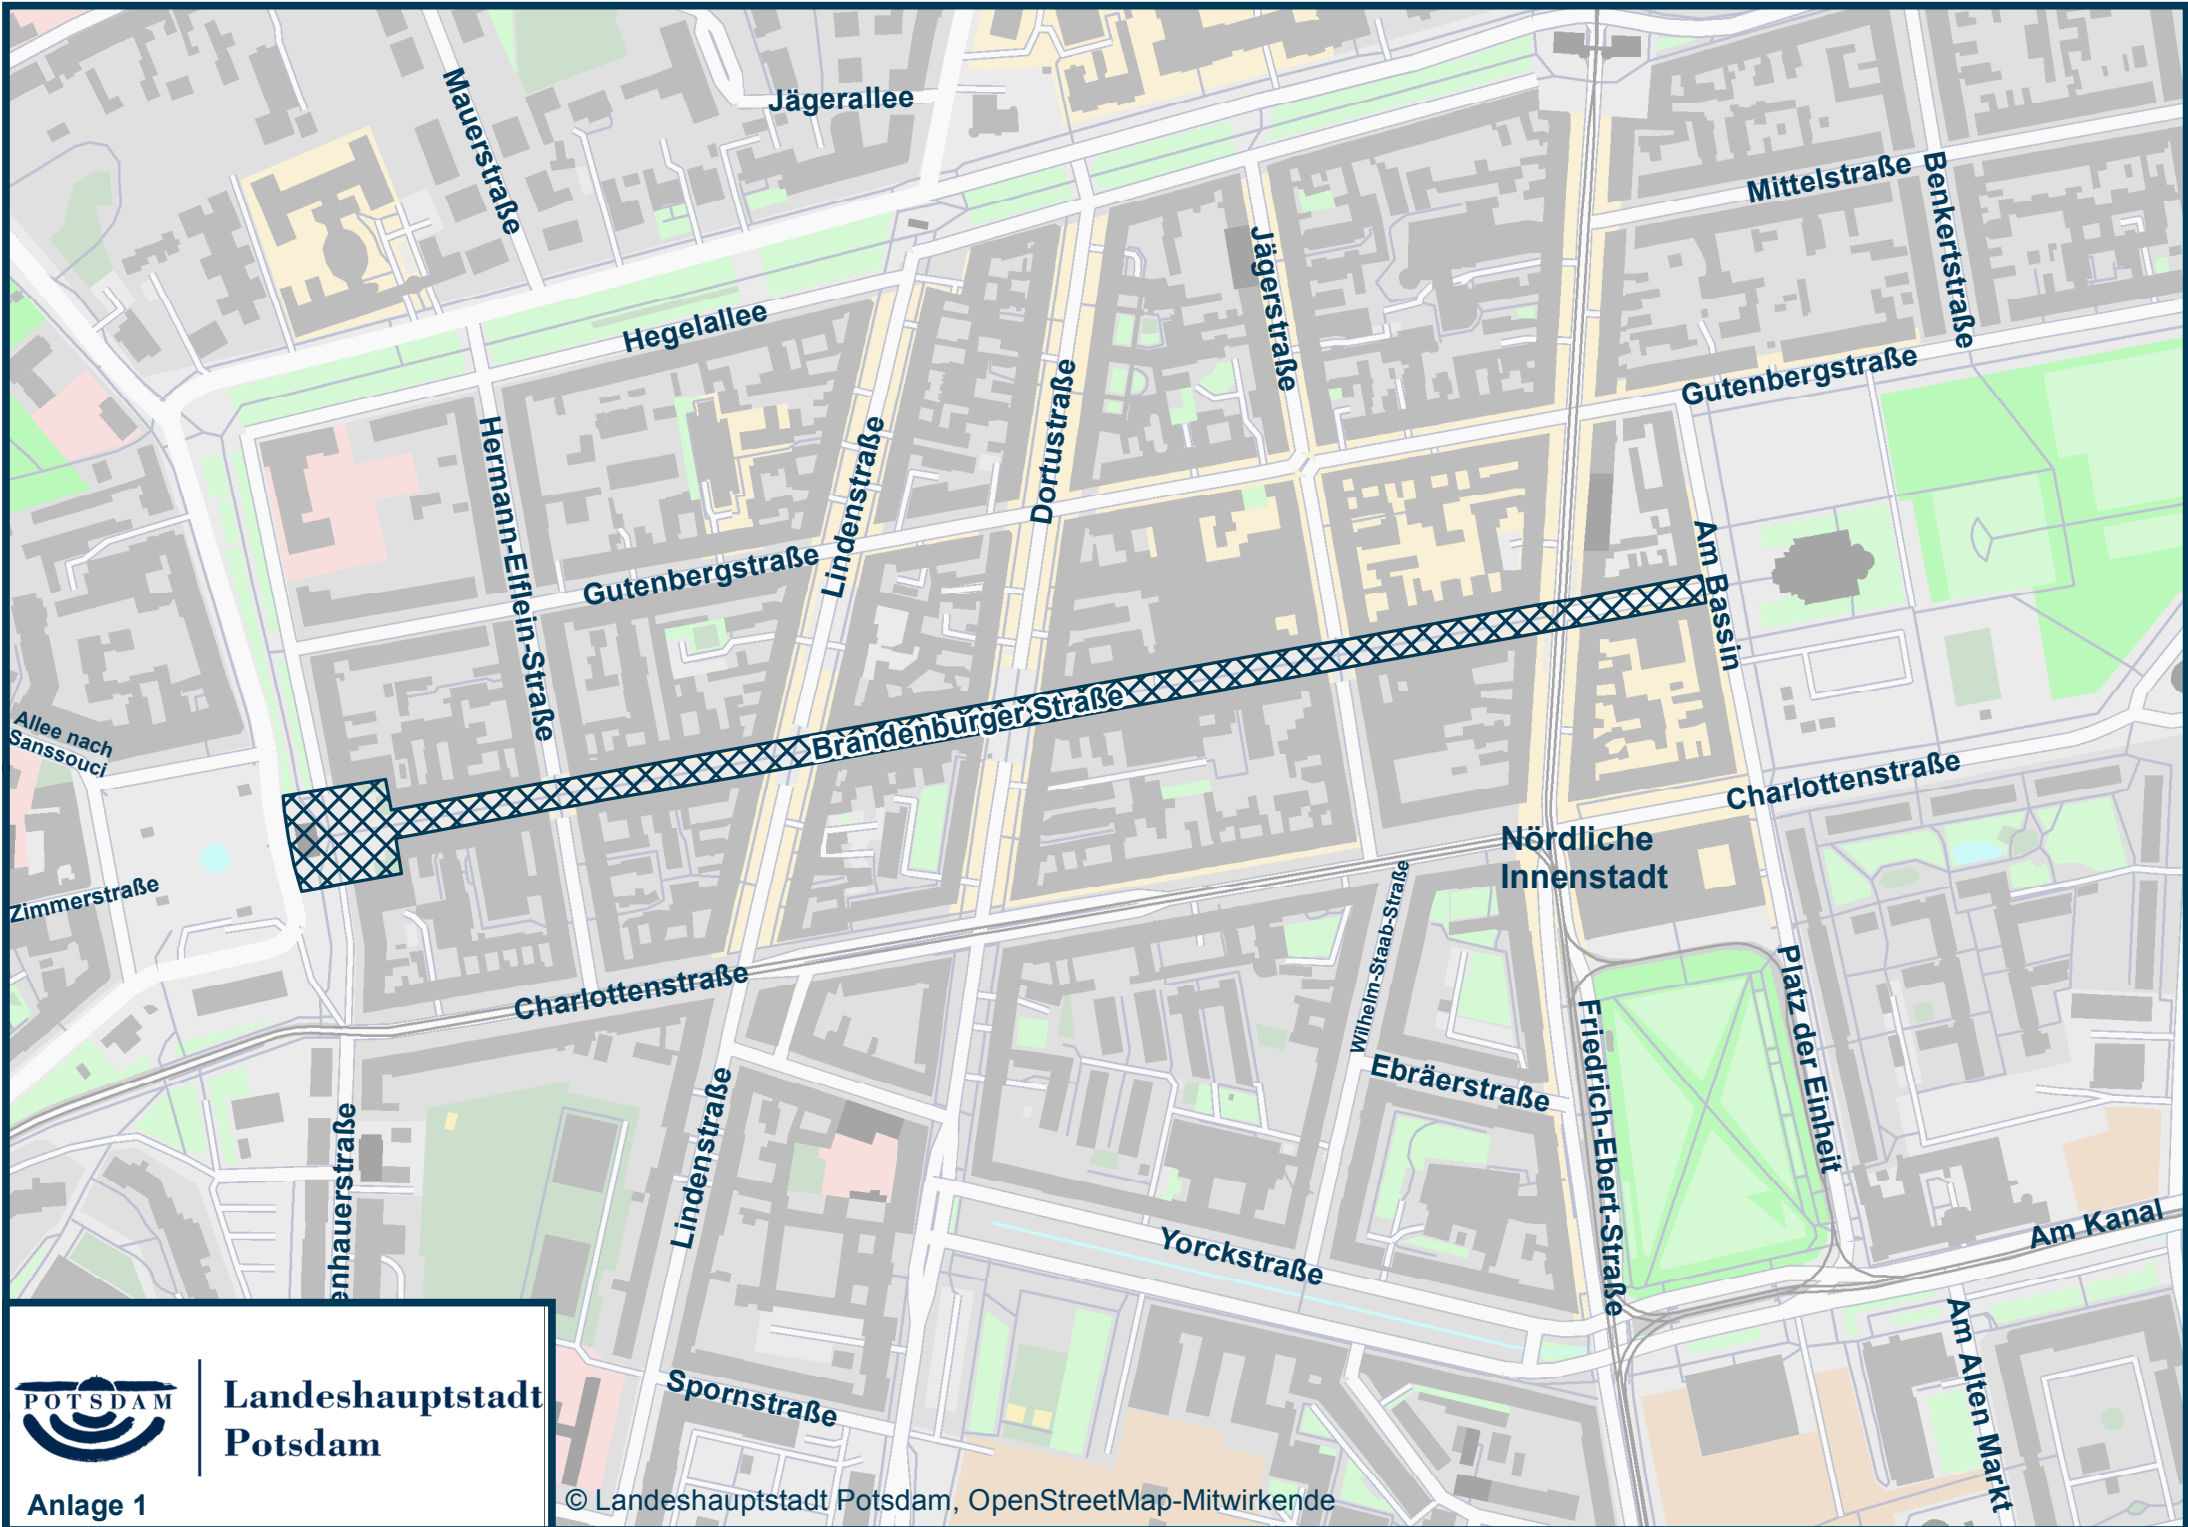 Jägerallee
Mauerstraße
Mittelstraße
Benkertstraße
Jägerstraße
Hegelallee
Gutenbergstraße
Dortustraße
Lindenstraße
Hermann-Elflein-Straße
Am Bassin
Gutenbergstraße
Brandenburger Straße
Allee nach
Sanssouci
Charlottenstraße
Nördliche
Innenstadt
Zimmerstraße
Wilhelm-Staab-Straße
Charlottenstraße
Platz der Einheit
Friedrich-Ebert-Straße
Ebräerstraße
Lindenstraße
enhauerstraße
Yorckstraße
Am Kanal
Am Alten Markt
Spornstraße
POTSDAM
Landeshauptstadt
Potsdam
Anlage 1
© Landeshauptstadt Potsdam, OpenStreetMap-Mitwirkende